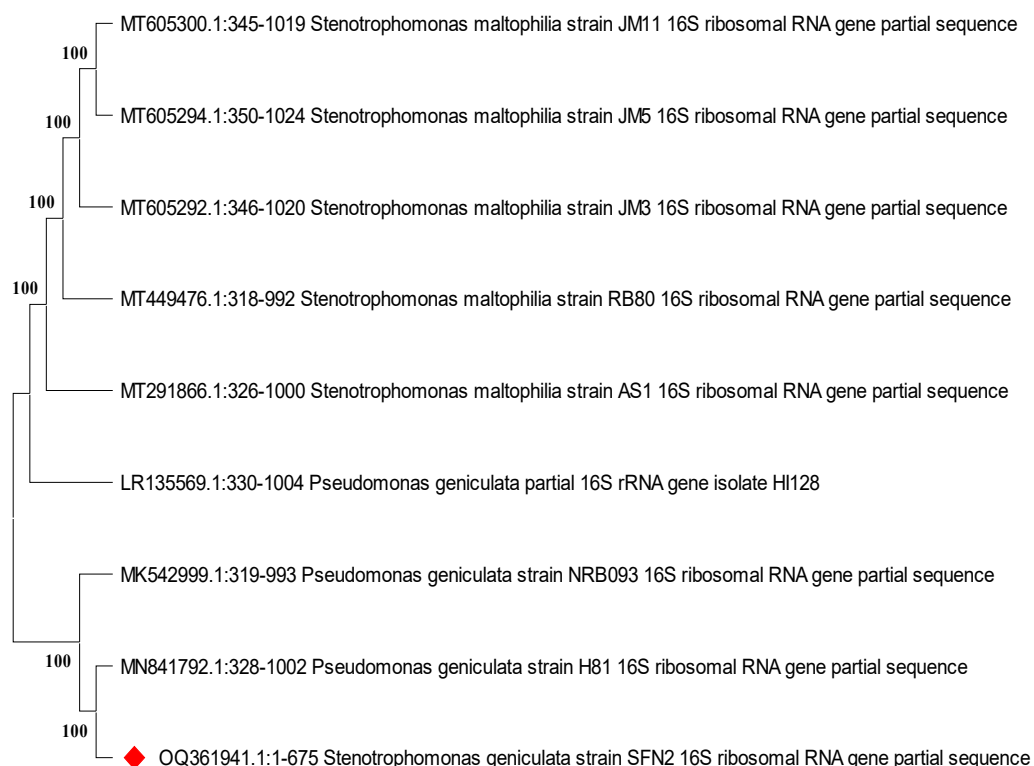 MT605300.1:345-1019 Stenotrophomonas maltophilia strain JM11 16S ribosomal RNA gene partial sequence
100
MT605294.1:350-1024 Stenotrophomonas maltophilia strain JM5 16S ribosomal RNA gene partial sequence
100
MT605292.1:346-1020 Stenotrophomonas maltophilia strain JM3 16S ribosomal RNA gene partial sequence
100
MT449476.1:318-992 Stenotrophomonas maltophilia strain RB80 16S ribosomal RNA gene partial sequence
100
MT291866.1:326-1000 Stenotrophomonas maltophilia strain AS1 16S ribosomal RNA gene partial sequence
LR135569.1:330-1004 Pseudomonas geniculata partial 16S rRNA gene isolate HI128
MK542999.1:319-993 Pseudomonas geniculata strain NRB093 16S ribosomal RNA gene partial sequence
100
MN841792.1:328-1002 Pseudomonas geniculata strain H81 16S ribosomal RNA gene partial sequence
100
OQ361941.1:1-675 Stenotrophomonas geniculata strain SFN2 16S ribosomal RNA gene partial sequence